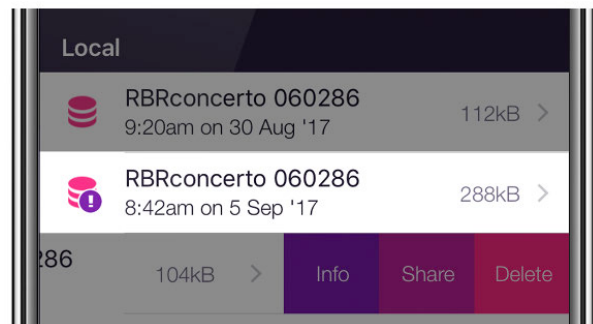 Local
RBRconcerto 060286
9:20am on 30 Aug '17
112kB
RBRconcerto 060286
8:42am on 5 Sep '17
288kB
286
104kB
Info
Share
Delete